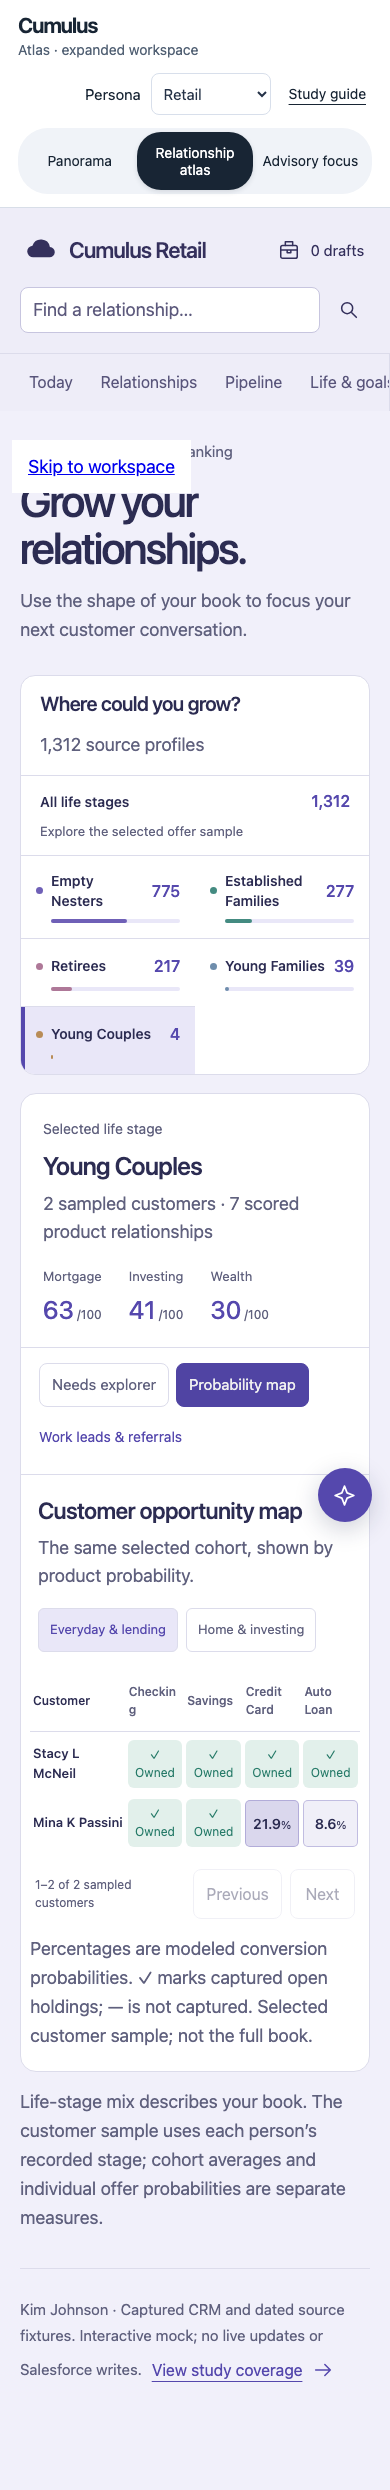 Cumulus
Atlas · expanded workspace
Persona Retail Study guide
Panorama
Relationship
atlas
Advisory focus
Cumulus Retail
0 drafts
Find a relationship...
Today Relationships Pipeline Life & goals
anking
Skip to workspace
Grow your
relationships.
Use the shape of your book to focus your
next customer conversation.
Where could you grow?
1,312 source profiles
All life stages 1,312
Explore the selected offer sample
Empty
Nesters
775
Established
Families
277
Retirees 217
Young Families 39
Young Couples 4
Selected life stage
Young Couples
2 sampled customers · 7 scored
product relationships
Mortgage Investing Wealth
63 /100 41 /100 30 /100
Needs explorer Probability map
Work leads & referrals
Customer opportunity map
The same selected cohort, shown by
product probability.
Everyday & lending Home & investing
Customer
Checkin
g
Savings
Credit
Card
Auto
Loan
Stacy L
McNeil
✓ ✓ ✓ ✓
Owned Owned Owned Owned
Mina K Passini
✓ ✓
Owned Owned
21.9% 8.6%
1–2 of 2 sampled
customers
Previous Next
Percentages are modeled conversion
probabilities. ✓ marks captured open
holdings; — is not captured. Selected
customer sample; not the full book.
Life-stage mix describes your book. The
customer sample uses each person’s
recorded stage; cohort averages and
individual offer probabilities are separate
measures.
Kim Johnson · Captured CRM and dated source
fixtures. Interactive mock; no live updates or
Salesforce writes. View study coverage →